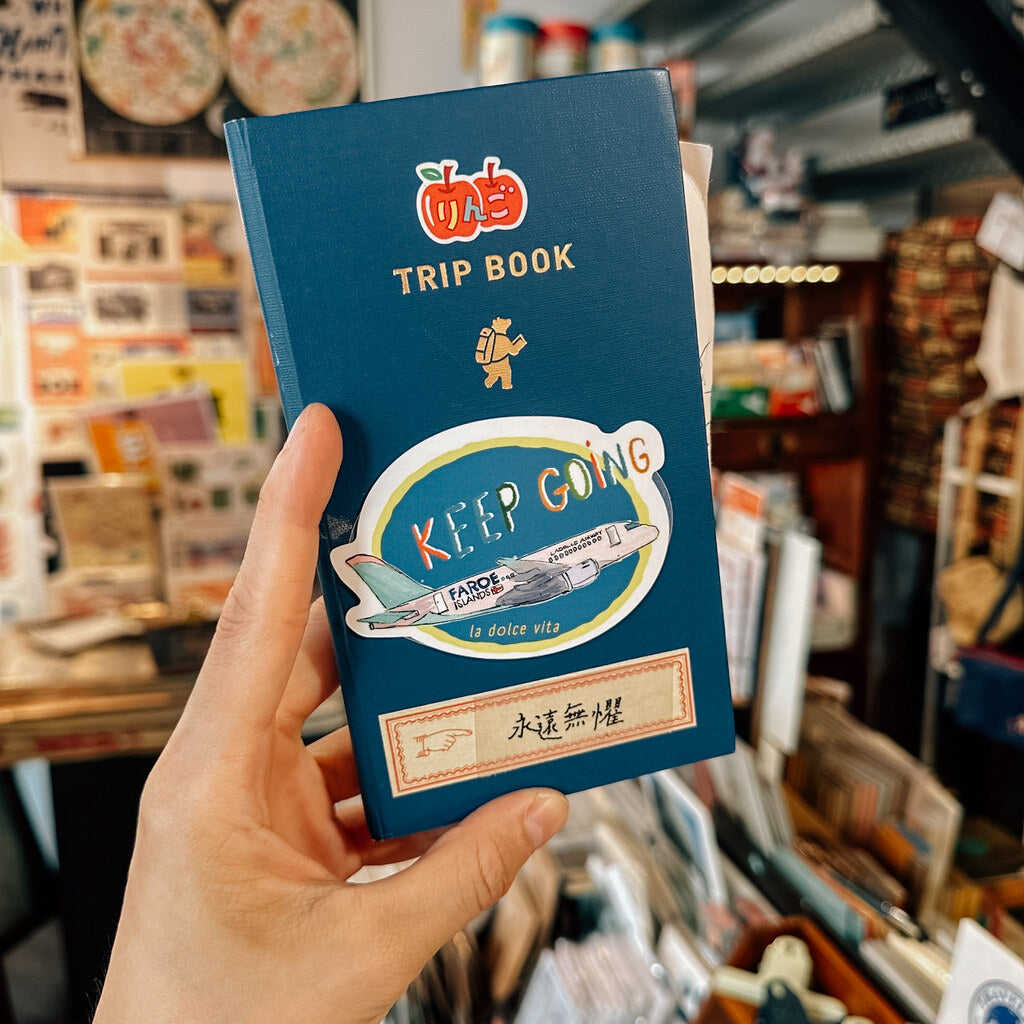 りんご
TRIP BOOK
KEEP GOiNG
FAROE
ISLANDS
la dolce vita
永遠無懼